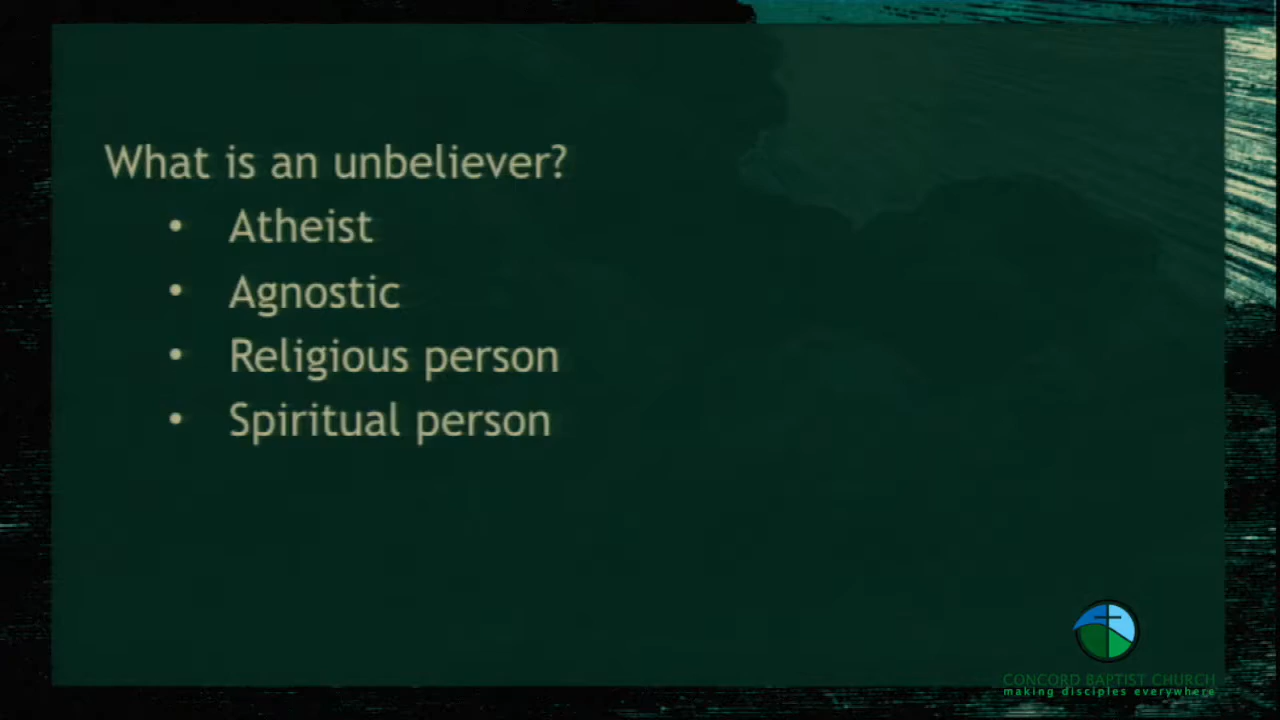 What is an unbeliever?
• Atheist
• Agnostic
• Religious person
• Spiritual person
CONCORD BAPTIST CHURCH
making disciples everywhere